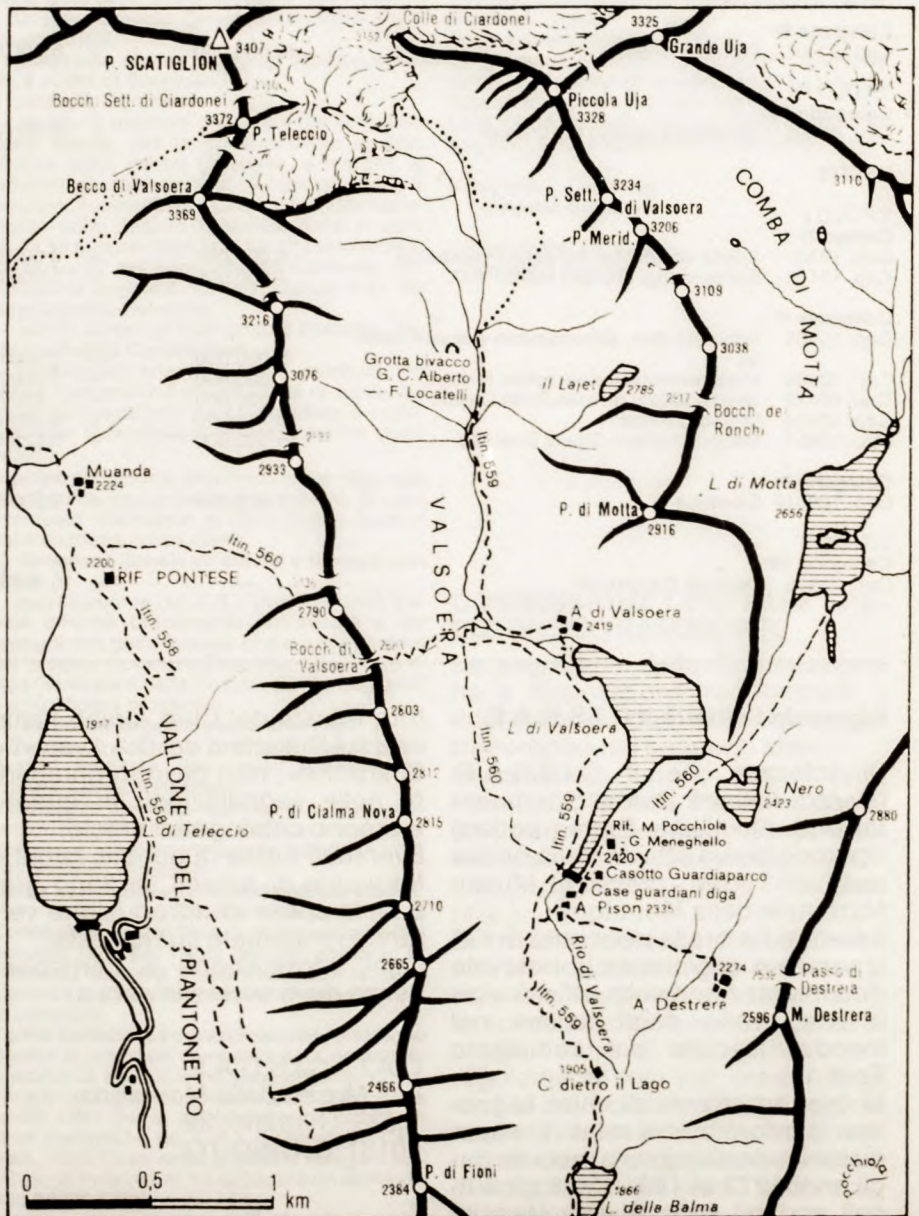 Colle di Ciardonei
3325
Grande Uja
3407
P. SCATIGLION
Bocch. Sett. di Ciardonei
3372
P. Teleccio
Piccola Uja
3328
Becco di Valsoera
3369
P. Sett.
3234
di Valsoera
P. Merid.
3206
3110
COMBA DI MOTTA
3109
3216
3038
Grotta bivacco
G. C. Alberto
F. Locatelli
il Lajet
2785
3076
2917
Bocch. dei
Ronchi
2933
Itin. 559
Muanda
2224
L. di Motta
2656
P. di Motta
2916
VALSOERA
2200
RIF PONTESE
Itin. 560
Itin. 558
2790
A. di Valsoera
2419
Bocch. di
Valsoera
1917
2803
L. di Valsoera
Itin. 560
2812
Itin. 559
Itin. 560
L. Nero
2423
2880
VALLONE DEL PIANTONETTO
Itin. 558
L. di Teleccio
P. di Cialma Nova
2815
Rif. M. Pocchiola
- G. Meneghello
2420
Casotto Guardiaparco
Case guardiani diga
A. Pison 2335
2710
2665
Rio di Valsoera
2274
A. Destrera
Passo di
Destrera
2596
M. Destrera
Itin. 559
1905
C. dietro il Lago
2466
P. di Fioni
2384
1866
L. della Balma
pocchiola
0 0,5 1
km